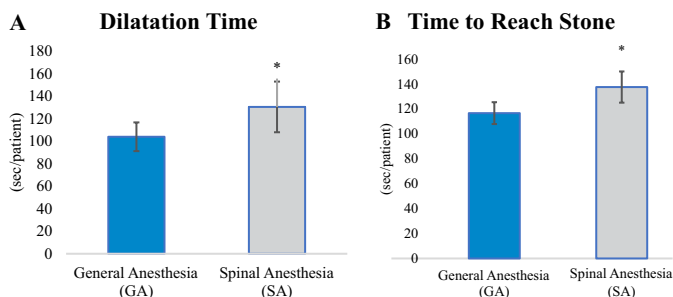 A Dilatation Time
180
160
140
120
100
80
60
40
20
0
(sec/patient)
*
General Anesthesia
(GA)
Spinal Anesthesia
(SA)
B Time to Reach Stone
160
140
120
100
80
60
40
20
0
(sec/patient)
*
General Anesthesia
(GA)
Spinal Anesthesia
(SA)